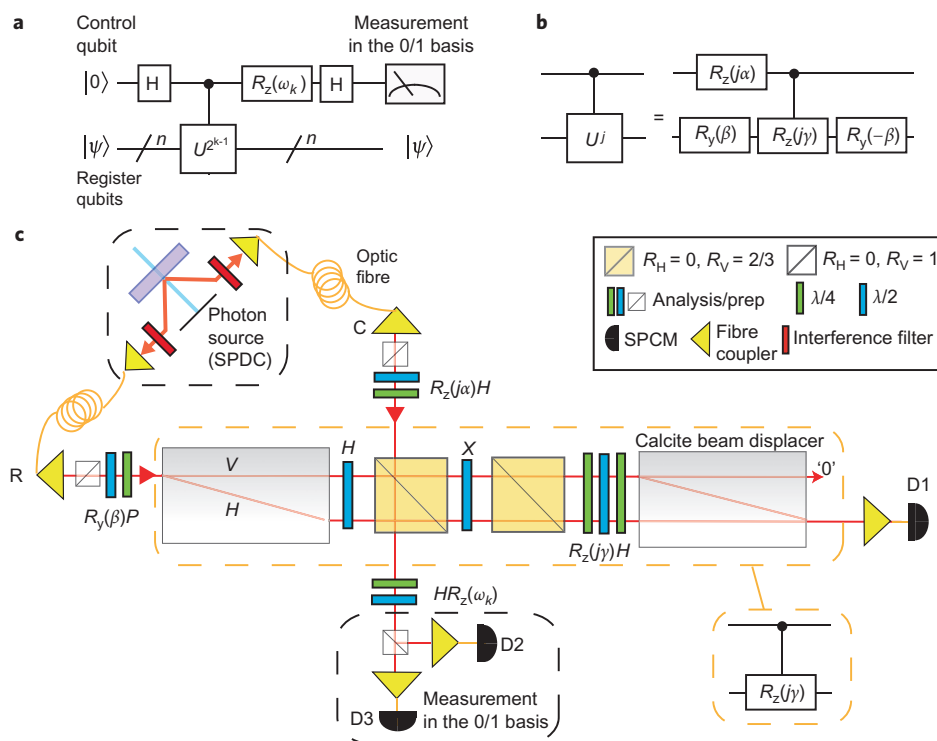 a
Control
qubit
Measurement
in the 0/1 basis
|0⟩ H R_z(ω_k) H
|ψ⟩ n U^{2^{k-1}} n |ψ⟩
Register
qubits
b
R_z(jα)
U^j = R_y(β) R_z(jγ) R_y(−β)
c
Optic
fibre
Photon
source
(SPDC)
C
R_z(jα)H
R_H = 0, R_V = 2/3 R_H = 0, R_V = 1
Analysis/prep λ/4 λ/2
SPCM Fibre
coupler Interference filter
R
R_y(β)P
V
H
H
X
R_z(jγ)H
Calcite beam displacer
'0'
D1
HR_z(ω_k)
D2
D3
Measurement
in the 0/1 basis
R_z(jγ)